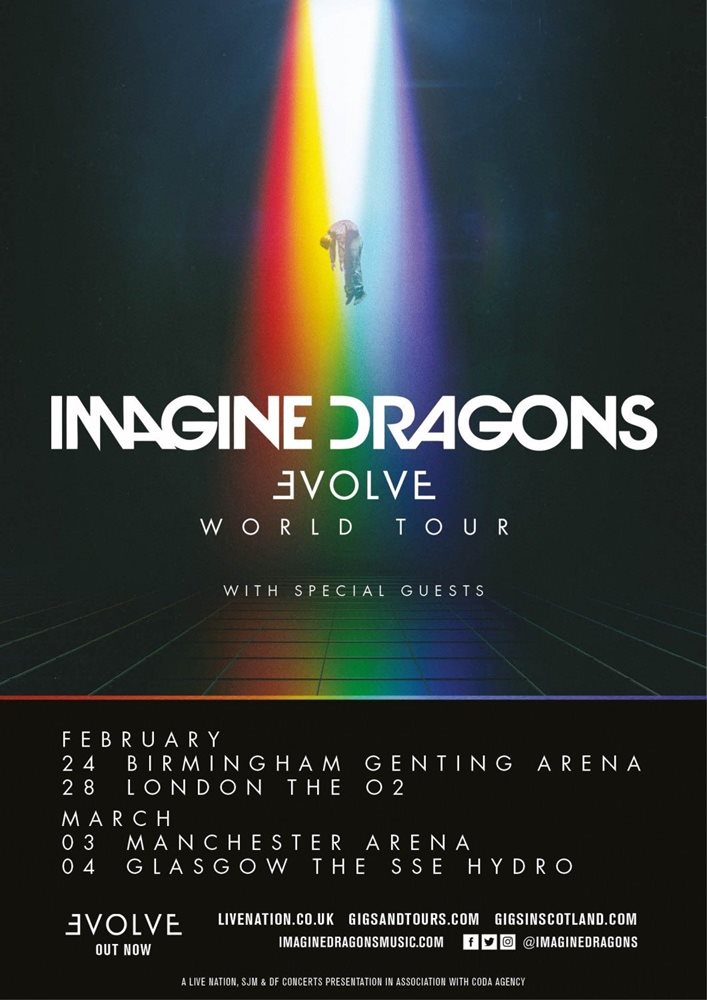 IMAGINE DRAGONS
EVOLVE
WORLD TOUR
WITH SPECIAL GUESTS
FEBRUARY
24 BIRMINGHAM GENTING ARENA
28 LONDON THE O2
MARCH
03 MANCHESTER ARENA
04 GLASGOW THE SSE HYDRO
EVOLVE
OUT NOW
LIVENATION.CO.UK GIGSANDTOURS.COM GIGSINSCOTLAND.COM
IMAGINEDRAGONSMUSIC.COM @IMAGINEDRAGONS
A LIVE NATION, SJM & DF CONCERTS PRESENTATION IN ASSOCIATION WITH CODA AGENCY